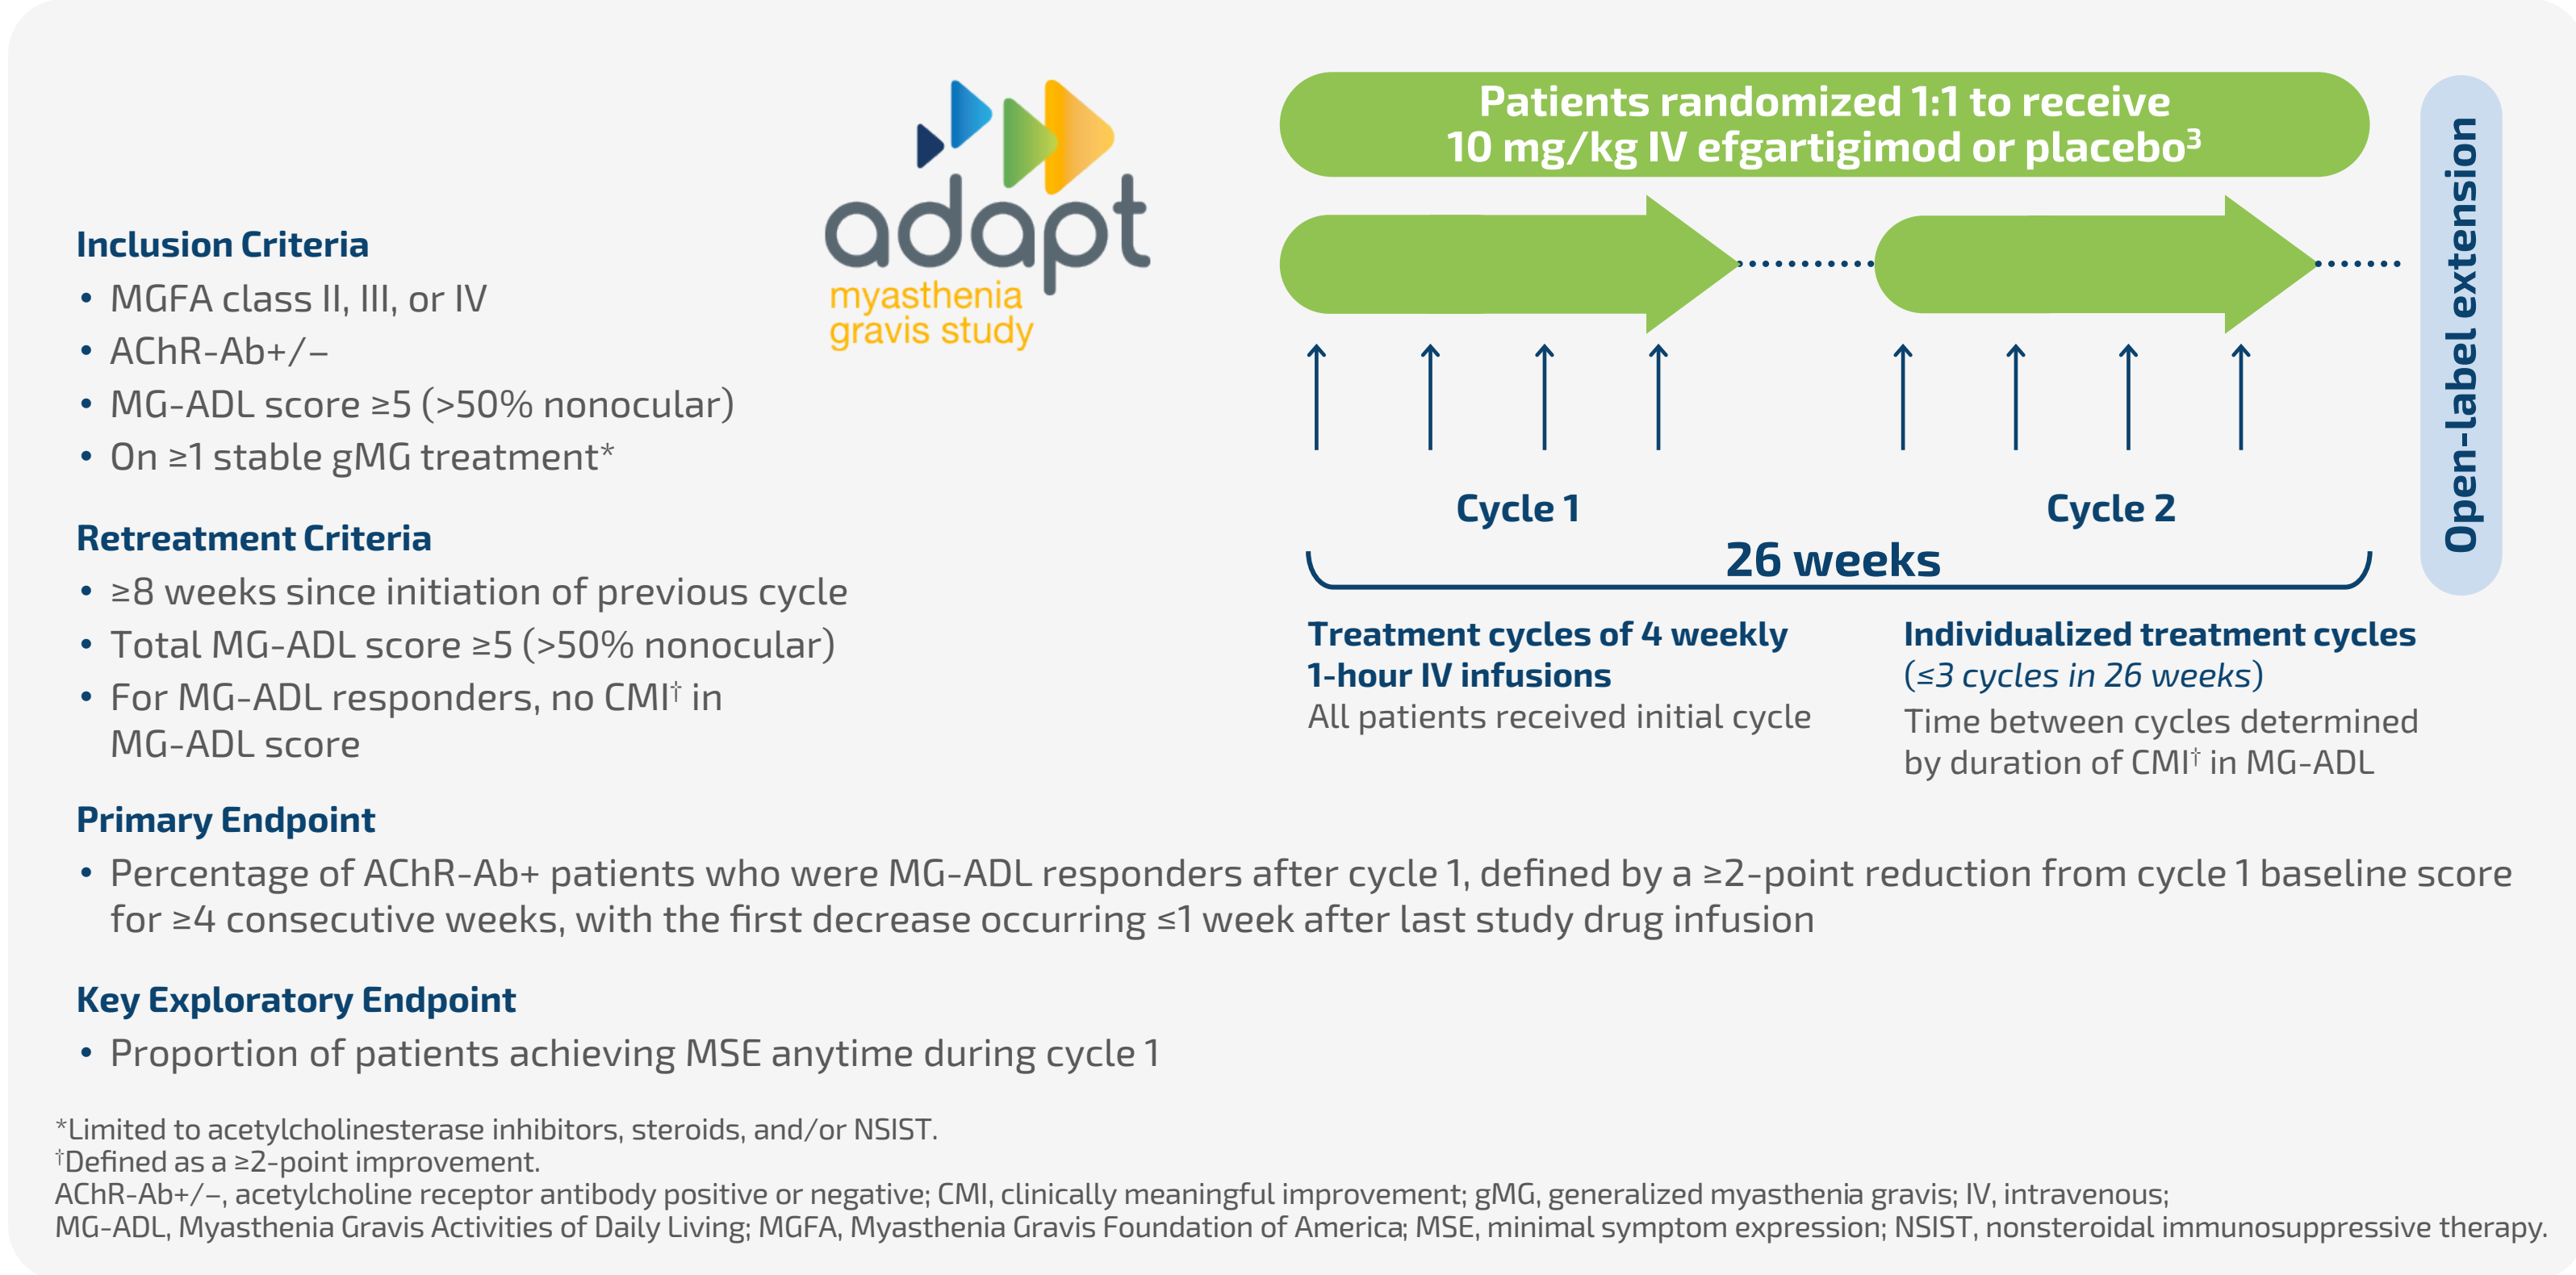 adapt
myasthenia
gravis study
Inclusion Criteria
• MGFA class II, III, or IV
• AChR-Ab+/−
• MG-ADL score ≥5 (>50% nonocular)
• On ≥1 stable gMG treatment*
Retreatment Criteria
• ≥8 weeks since initiation of previous cycle
• Total MG-ADL score ≥5 (>50% nonocular)
• For MG-ADL responders, no CMI† in
MG-ADL score
Patients randomized 1:1 to receive
10 mg/kg IV efgartigimod or placebo³
Cycle 1
Cycle 2
26 weeks
Open-label extension
Treatment cycles of 4 weekly
1-hour IV infusions
All patients received initial cycle
Individualized treatment cycles
(≤3 cycles in 26 weeks)
Time between cycles determined
by duration of CMI† in MG-ADL
Primary Endpoint
• Percentage of AChR-Ab+ patients who were MG-ADL responders after cycle 1, defined by a ≥2-point reduction from cycle 1 baseline score
for ≥4 consecutive weeks, with the first decrease occurring ≤1 week after last study drug infusion
Key Exploratory Endpoint
• Proportion of patients achieving MSE anytime during cycle 1
*Limited to acetylcholinesterase inhibitors, steroids, and/or NSIST.
†Defined as a ≥2-point improvement.
AChR-Ab+/−, acetylcholine receptor antibody positive or negative; CMI, clinically meaningful improvement; gMG, generalized myasthenia gravis; IV, intravenous;
MG-ADL, Myasthenia Gravis Activities of Daily Living; MGFA, Myasthenia Gravis Foundation of America; MSE, minimal symptom expression; NSIST, nonsteroidal immunosuppressive therapy.